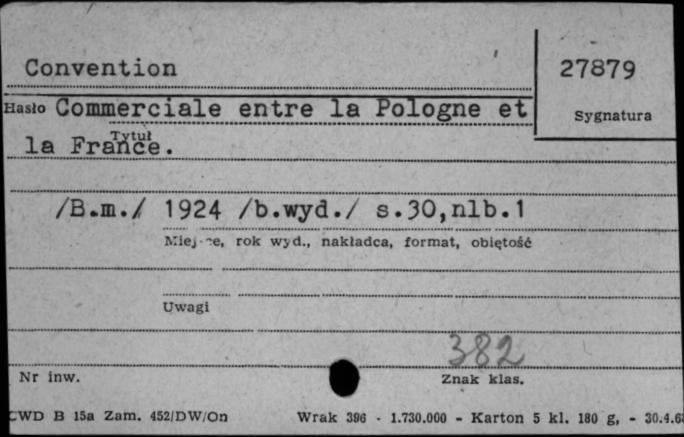 Convention
27879
Hasło Commerciale entre la Pologne et
Sygnatura
Tytuł
la France.
/B.m./ 1924 /b.wyd./ s.30,nlb.1
Miejsce, rok wyd., nakładca, format, objętość
Uwagi
382
Nr inw.
Znak klas.
CWD B 15a Zam. 452/DW/On Wrak 396 - 1.730.000 - Karton 5 kl. 180 g, - 30.4.68